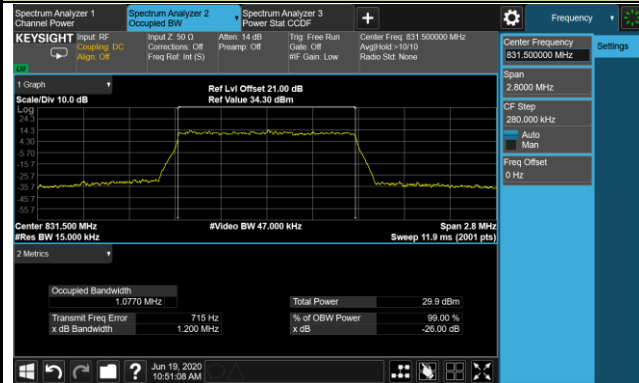 Spectrum Analyzer 1
Channel Power
Spectrum Analyzer 2
Occupied BW
Spectrum Analyzer 3
Power Stat CCDF
Frequency
KEYSIGHT
Input: RF
Coupling: DC
Align: Off
Input Z: 50 Ω
Corrections: Off
Freq Ref: Int (S)
Atten: 14 dB
Preamp: Off
Trig: Free Run
Gate: Off
#IF Gain: Low
Center Freq: 831.500000 MHz
Avg|Hold:>10/10
Radio Std: None
LNI
Center Frequency
831.500000 MHz
Settings
Span
2.8000 MHz
CF Step
280.000 kHz
Auto
Man
Freq Offset
0 Hz
1 Graph
Scale/Div 10.0 dB
Ref Lvl Offset 21.00 dB
Ref Value 34.30 dBm
Log
24.3
14.3
4.30
-5.70
-15.7
-25.7
-35.7
-45.7
-55.7
Center 831.500 MHz
#Video BW 47.000 kHz
Span 2.8 MHz
#Res BW 15.000 kHz
Sweep 11.9 ms (2001 pts)
2 Metrics
Occupied Bandwidth
1.0770 MHz
Total Power 29.9 dBm
Transmit Freq Error 715 Hz
% of OBW Power 99.00 %
x dB Bandwidth 1.200 MHz
x dB -26.00 dB
Jun 19, 2020
10:51:08 AM